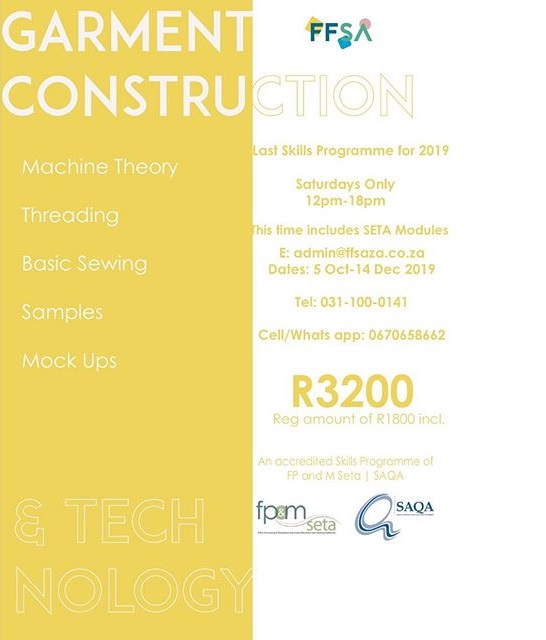 GARMENT
CONSTRUCTION
FFSA
Machine Theory
Threading
Basic Sewing
Samples
Mock Ups
& TECH
NOLOGY
Last Skills Programme for 2019
Saturdays Only
12pm-18pm
This time includes SETA Modules
E: admin@ffsaza.co.za
Dates: 5 Oct-14 Dec 2019
Tel: 031-100-0141
Cell/Whats app: 0670658662
R3200
Reg amount of R1800 incl.
An accredited Skills Programme of
FP and M Seta | SAQA
fp&m
seta
SAQA